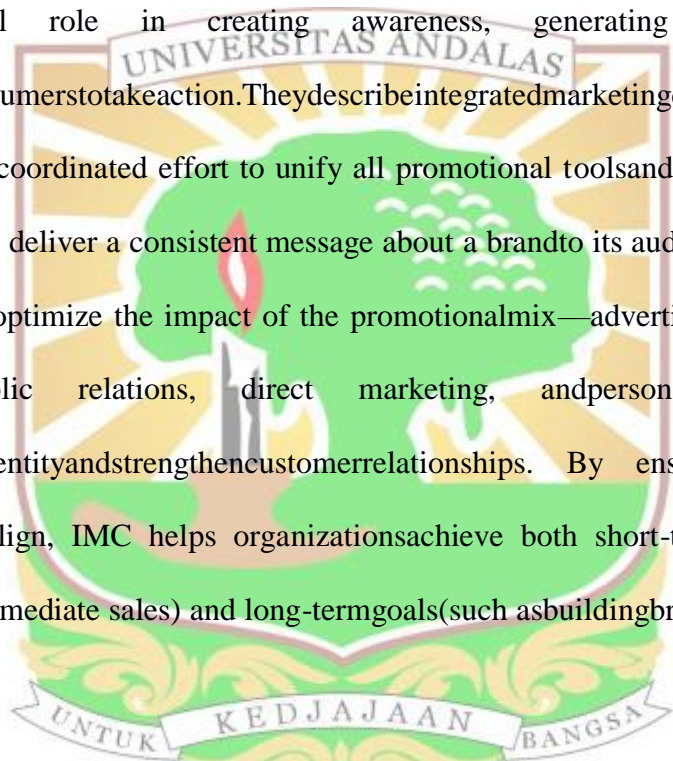 l role in creating awareness, generating
UNIVERSITAS ANDALAS
umerstotakeaction.Theydescribeintegratedmarketing
coordinated effort to unify all promotional toolsand
deliver a consistent message about a brandto its aud
optimize the impact of the promotionalmix—adverti
lic relations, direct marketing, andperson
entityandstrengthencustomerrelationships. By ens
lign, IMC helps organizationsachieve both short-t
mediate sales) and long-termgoals(such asbuildingbr
UNTUK KEDJAJAAN BANGSA